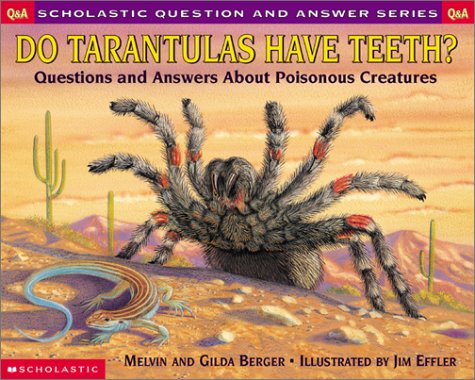 Q&A SCHOLASTIC QUESTION AND ANSWER SERIES Q&A
DO TARANTULAS HAVE TEETH?
Questions and Answers About Poisonous Creatures
SCHOLASTIC
MELVIN AND GILDA BERGER • ILLUSTRATED BY JIM EFFLER